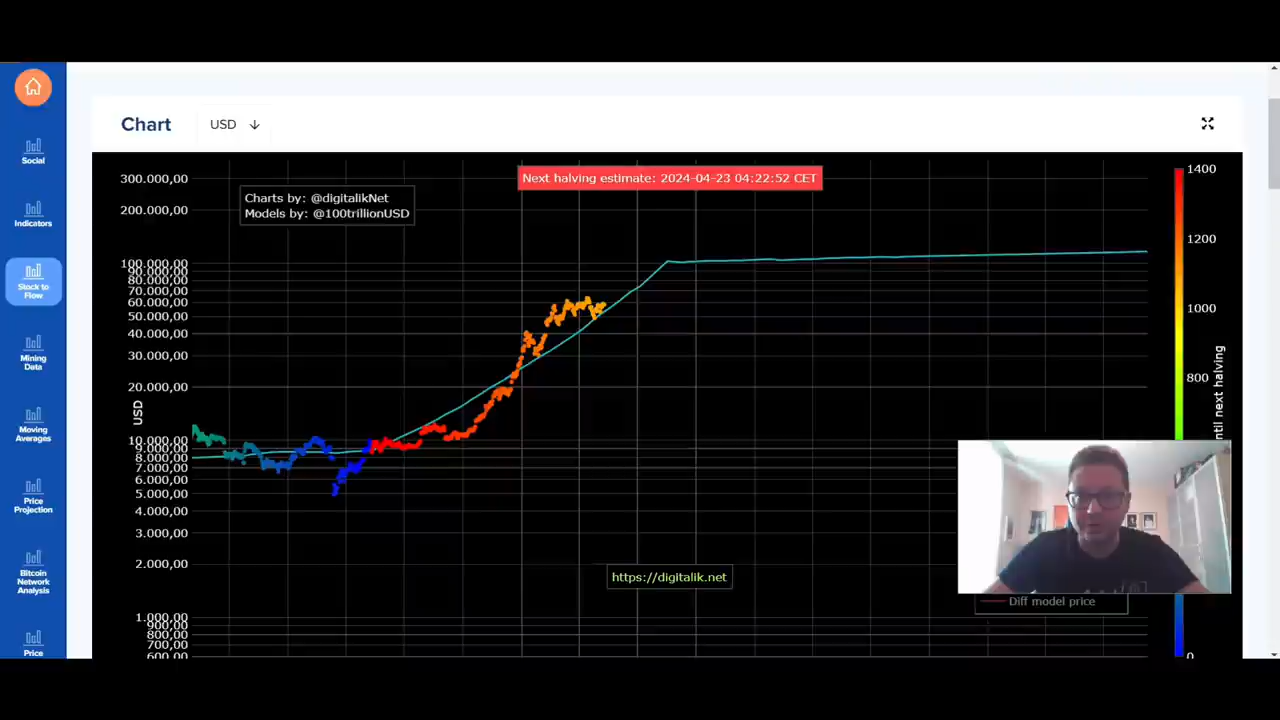 Social
Indicators
Stock to
Flow
Mining
Data
Moving
Averages
Price
Projection
Bitcoin
Network
Analysis
Price
Chart
USD
Next halving estimate: 2024-04-23 04:22:52 CET
Charts by: @digitalikNet
Models by: @100trillionUSD
300.000,00
200.000,00
100.000,00
90.000,00
80.000,00
70.000,00
60.000,00
50.000,00
40.000,00
30.000,00
20.000,00
10.000,00
9.000,00
8.000,00
7.000,00
6.000,00
5.000,00
4.000,00
3.000,00
2.000,00
1.000,00
900,00
800,00
700,00
600,00
USD
https://digitalik.net
Diff model price
1400
1200
1000
800
0
until next halving